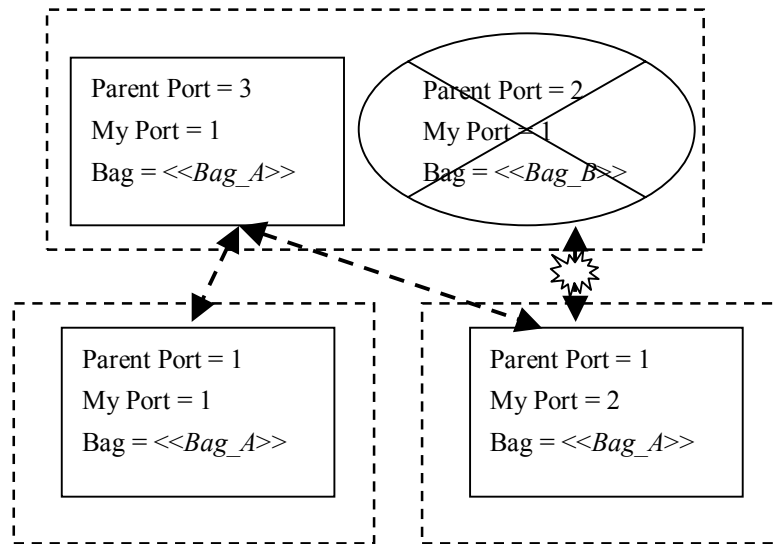 Parent Port = 3
My Port = 1
Bag = <<Bag_A>>
Parent Port = 2
My Port = 1
Bag = <<Bag_B>>
Parent Port = 1
My Port = 1
Bag = <<Bag_A>>
Parent Port = 1
My Port = 2
Bag = <<Bag_A>>